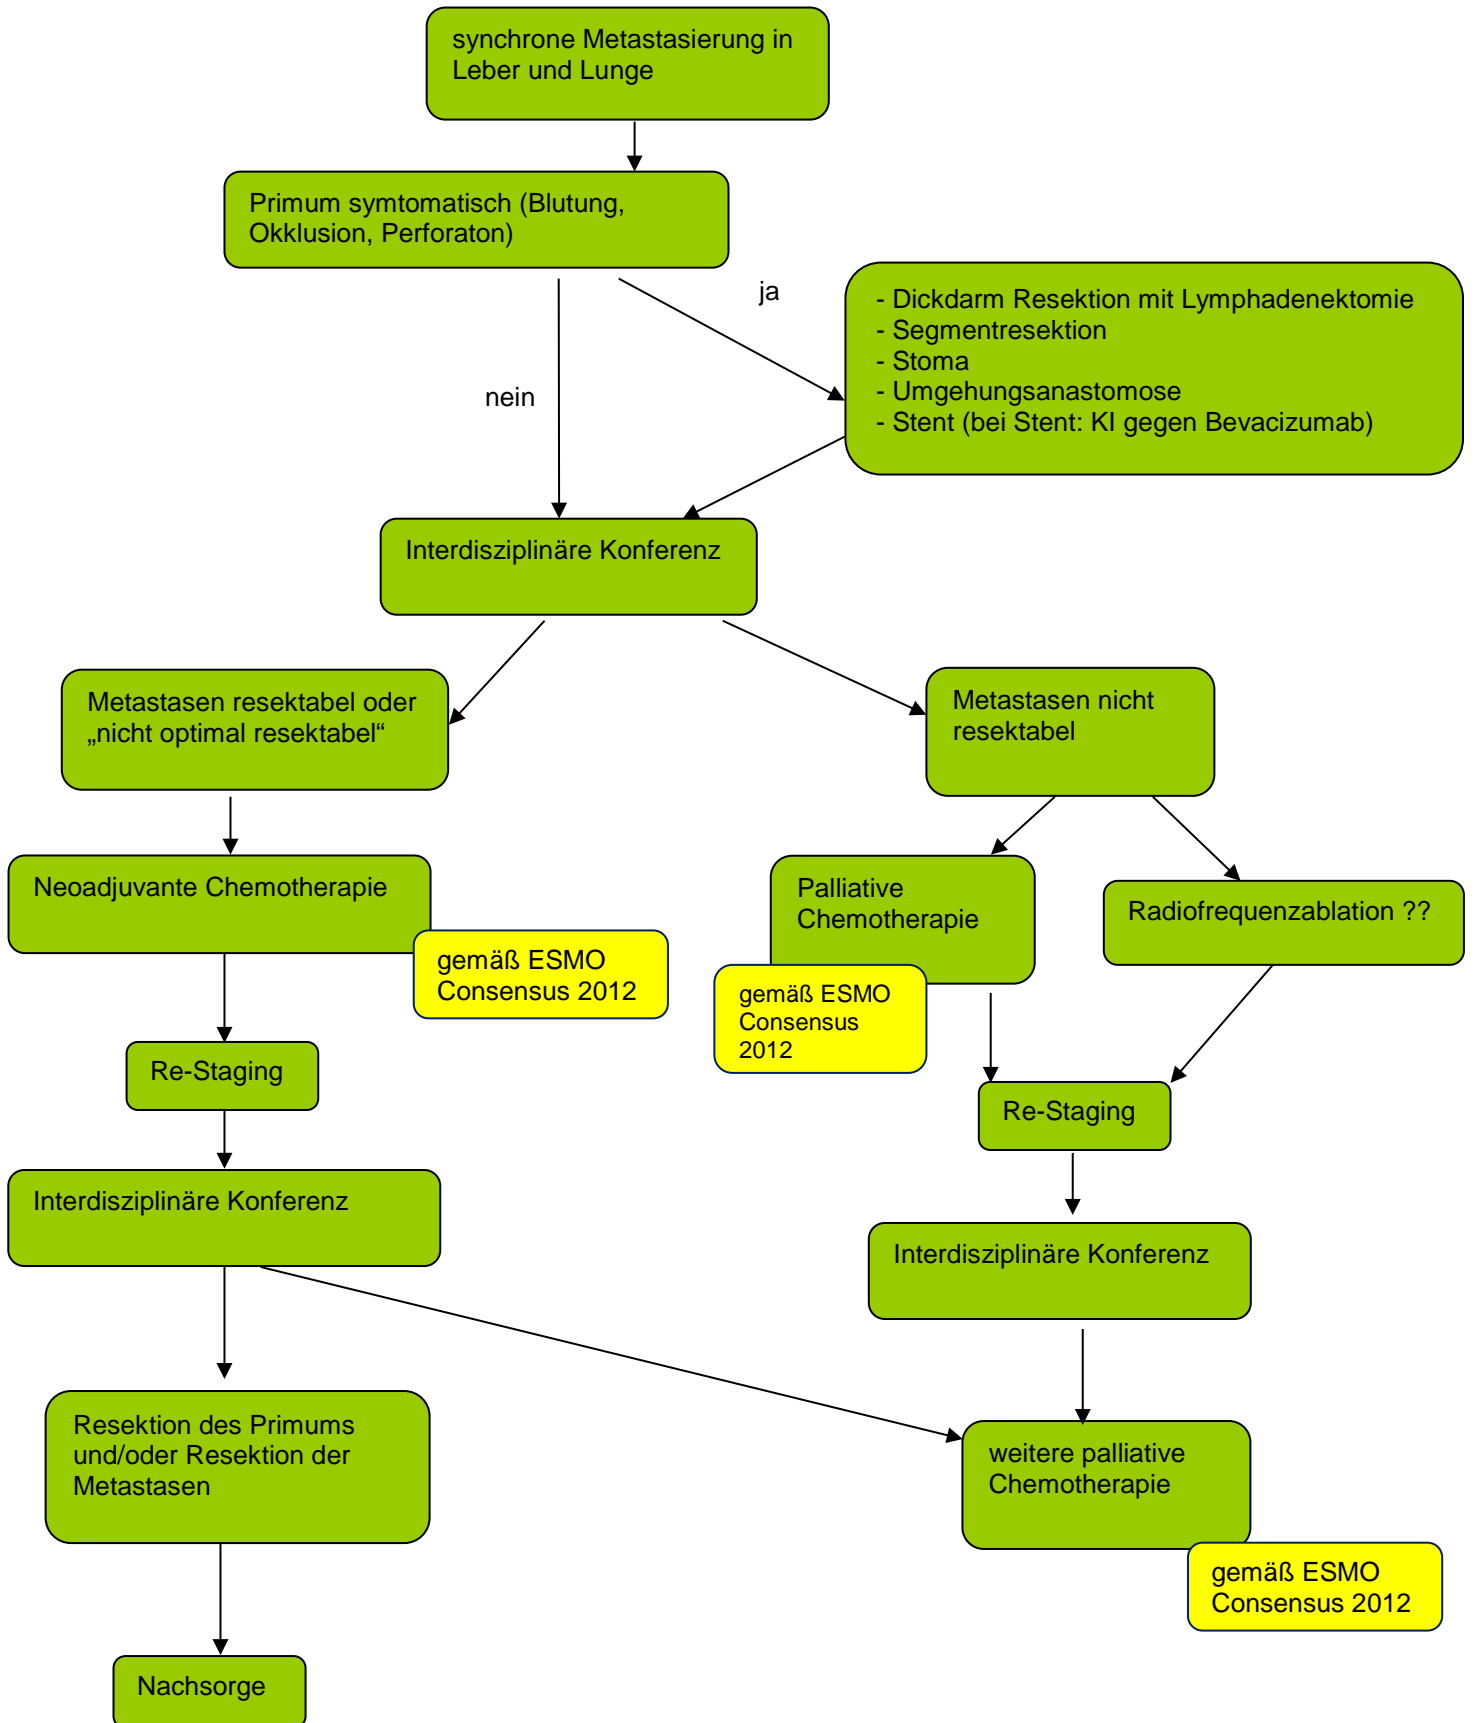 synchrone Metastasierung in
Leber und Lunge
Primum symtomatisch (Blutung,
Okklusion, Perforaton)
ja
- Dickdarm Resektion mit Lymphadenektomie
- Segmentresektion
- Stoma
- Umgehungsanastomose
- Stent (bei Stent: KI gegen Bevacizumab)
nein
Interdisziplinäre Konferenz
Metastasen resektabel oder
„nicht optimal resektabel“
Metastasen nicht
resektabel
Neoadjuvante Chemotherapie
gemäß ESMO
Consensus 2012
Palliative
Chemotherapie
gemäß ESMO
Consensus
2012
Radiofrequenzablation ??
Re-Staging
Re-Staging
Interdisziplinäre Konferenz
Interdisziplinäre Konferenz
Resektion des Primums
und/oder Resektion der
Metastasen
weitere palliative
Chemotherapie
gemäß ESMO
Consensus 2012
Nachsorge